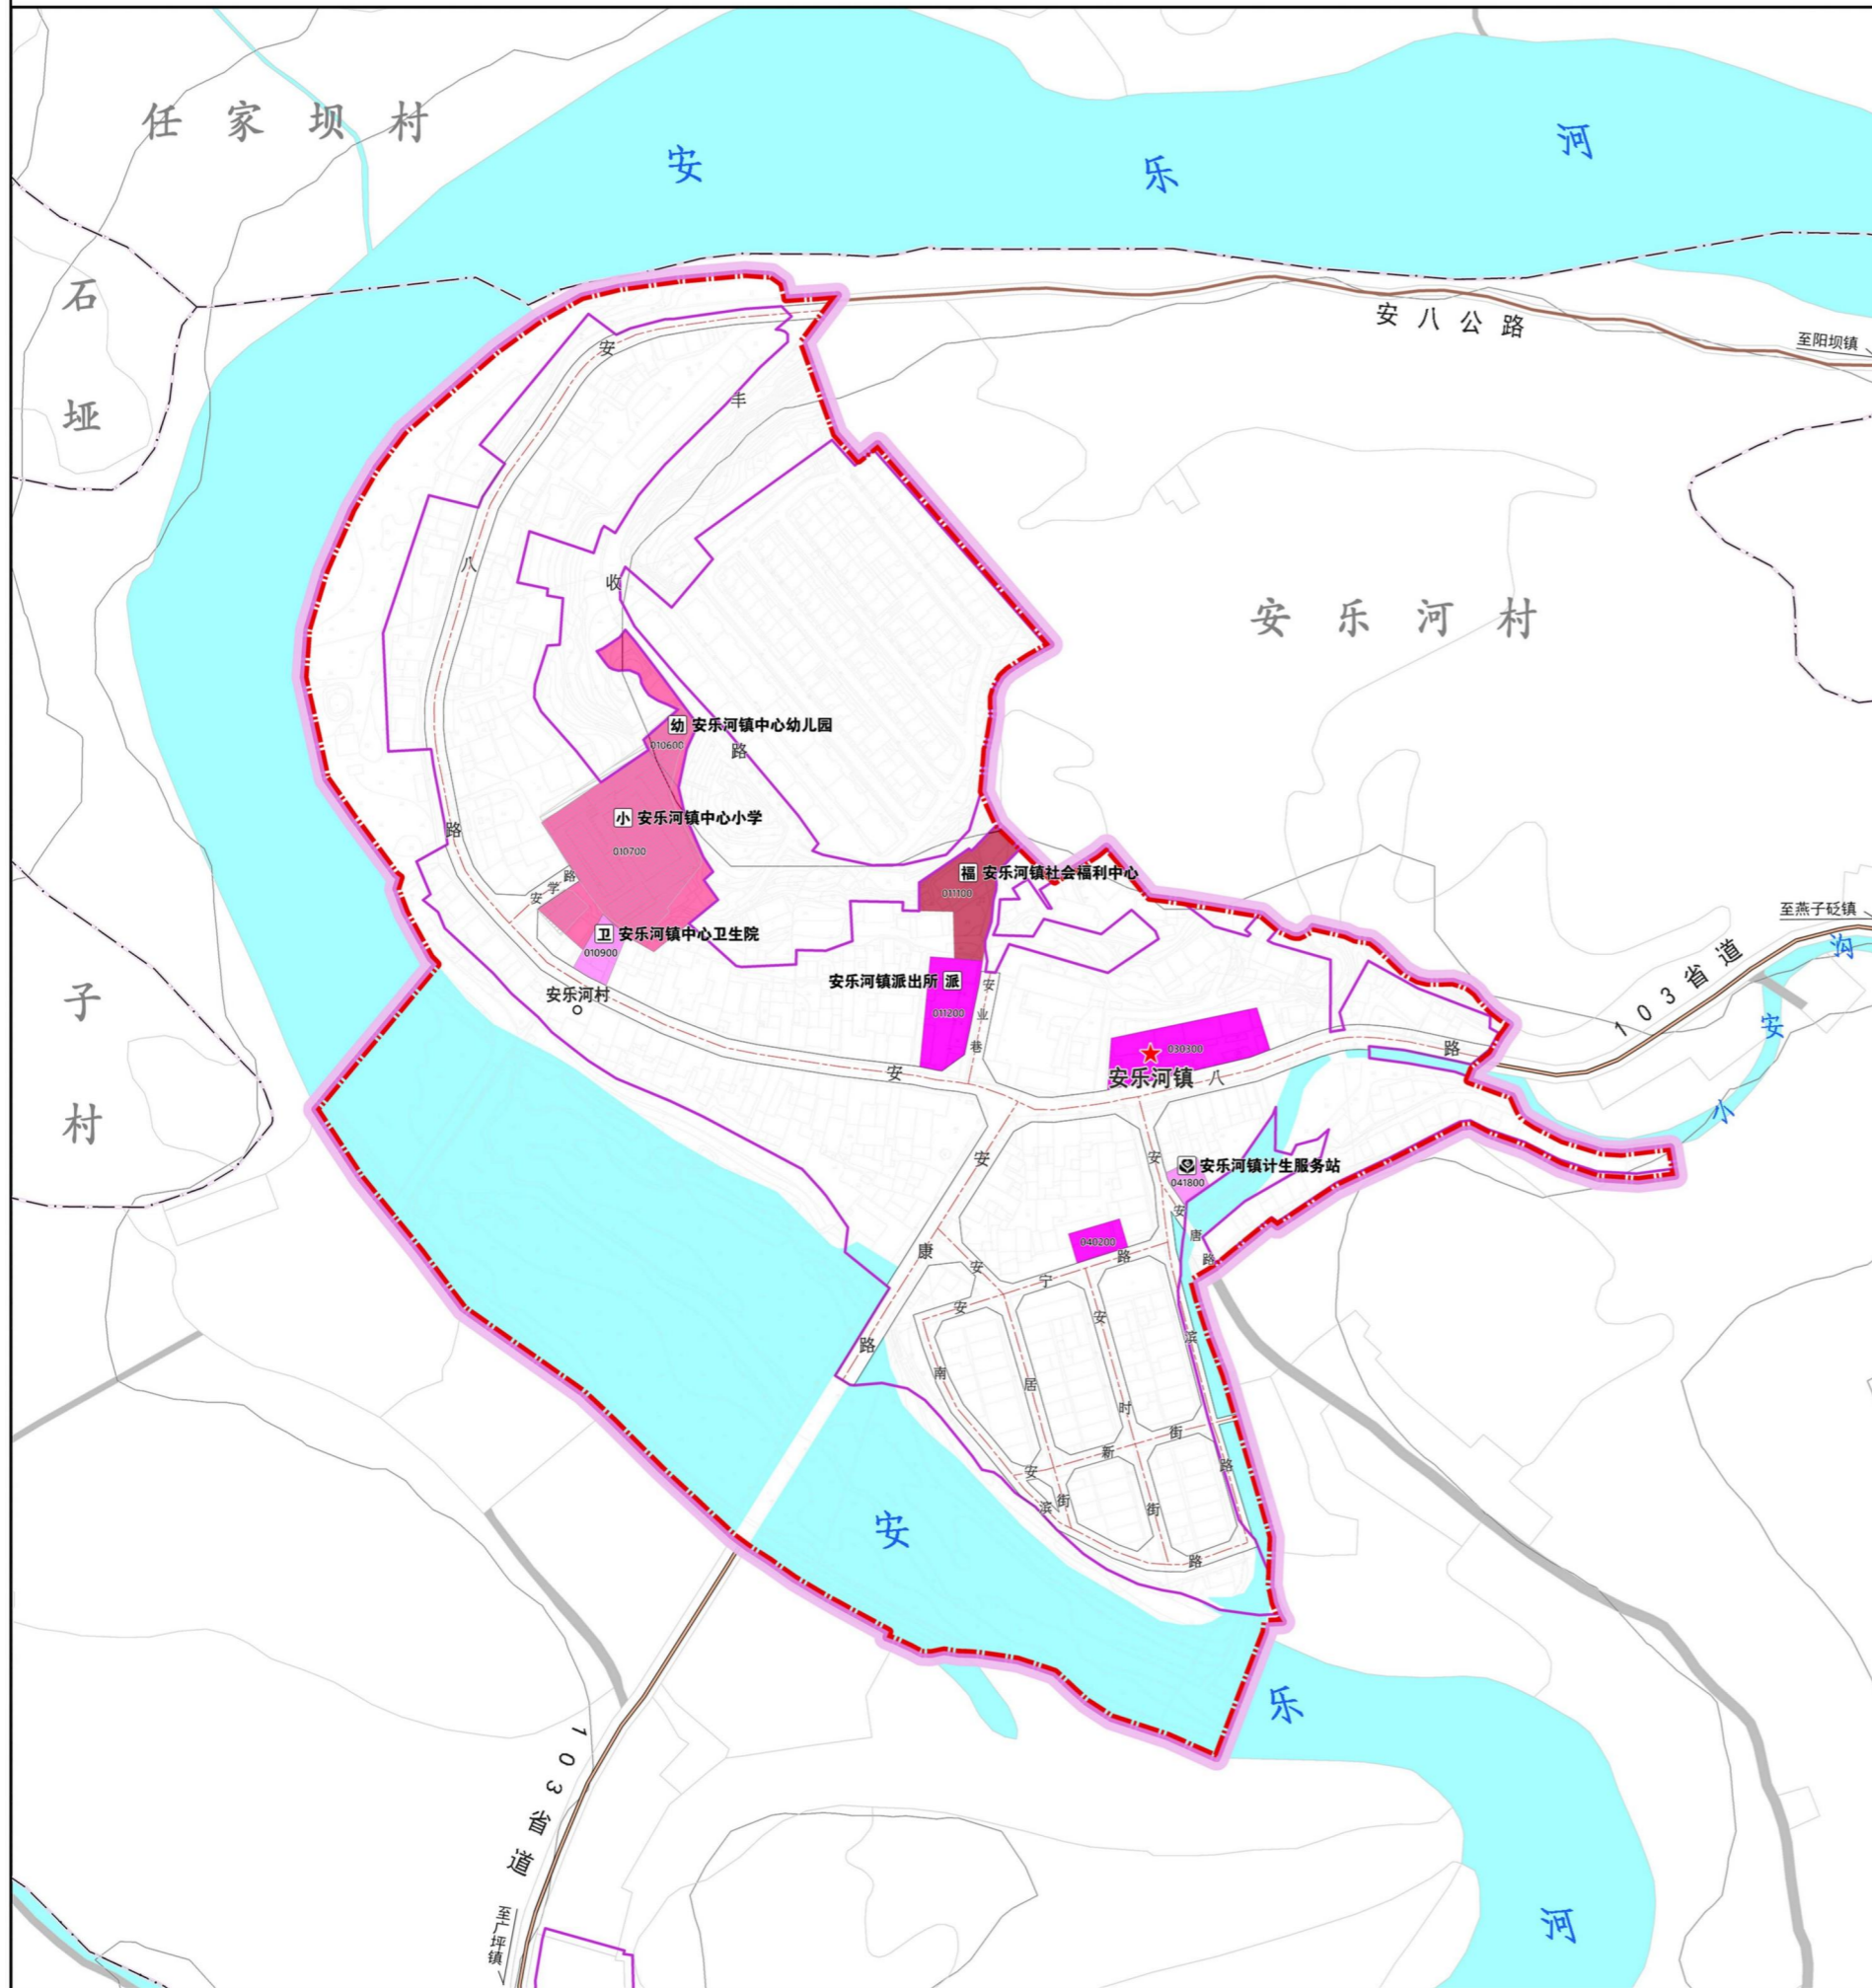 任家坝村
安乐河
石垭子村
安八公路
至阳坝镇
安八路
丰收路
安乐河村
幼 安乐河镇中心幼儿园
010600
小 安乐河镇中心小学
010700
安学路
福 安乐河镇社会福利中心
011100
卫 安乐河镇中心卫生院
010900
安乐河镇派出所 派
011200
安乐河村
安业巷
至燕子砭镇
103省道
小安沟
030300
安乐河镇
安八路
安乐河镇计生服务站
041800
安康路
安唐路
040200
安宁路
安滨路
安居街
安时街
安新街
安南滨路
安乐河
103省道
至广坪镇